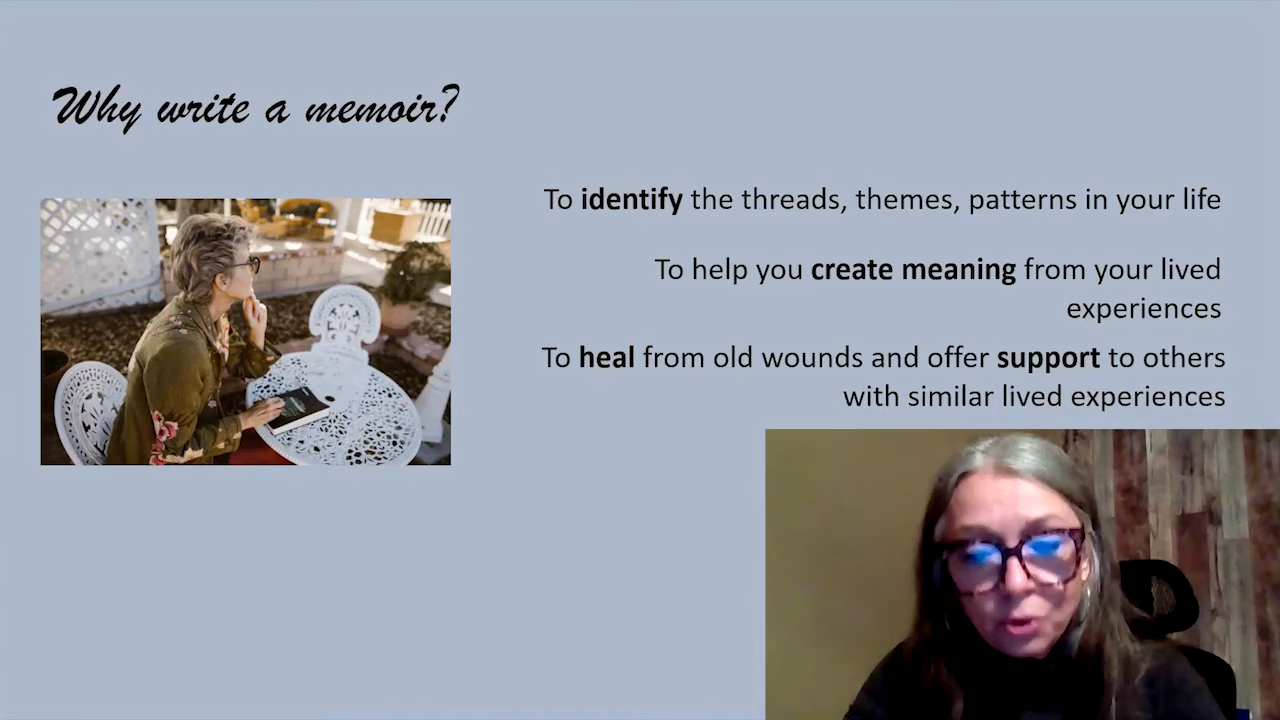 Why write a memoir?
To identify the threads, themes, patterns in your life
To help you create meaning from your lived
experiences
To heal from old wounds and offer support to others
with similar lived experiences